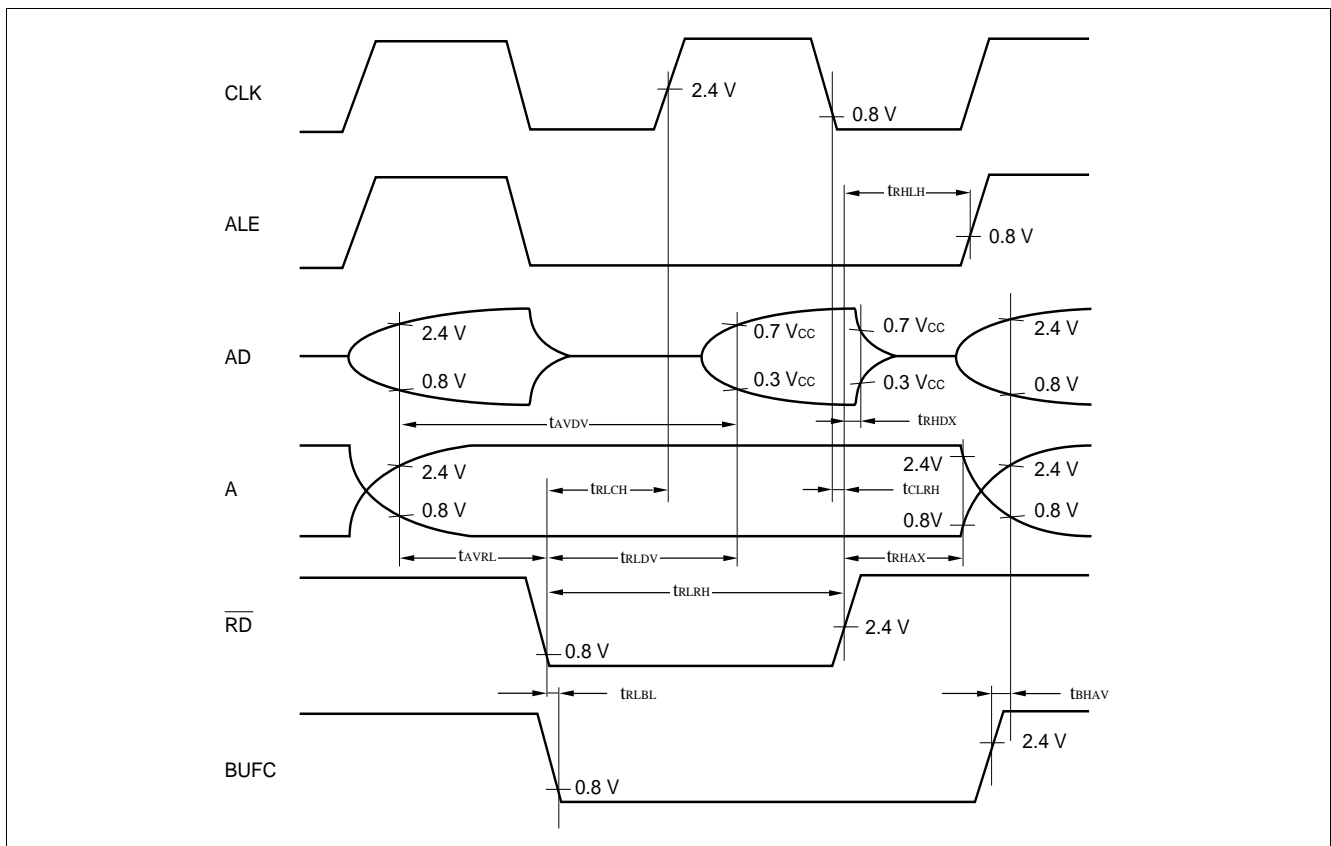 CLK
2.4 V
0.8 V
tRHLH
ALE
0.8 V
AD
2.4 V
0.8 V
0.7 VCC
0.3 VCC
0.7 VCC
0.3 VCC
2.4 V
0.8 V
tAVDV
tRHDX
A
2.4 V
0.8 V
tRLCH
2.4V
0.8V
tCLRH
2.4 V
0.8 V
tAVRL
tRLDV
tRHAX
tRLRH
RD
0.8 V
2.4 V
tRLBL
tBHAV
BUFC
0.8 V
2.4 V